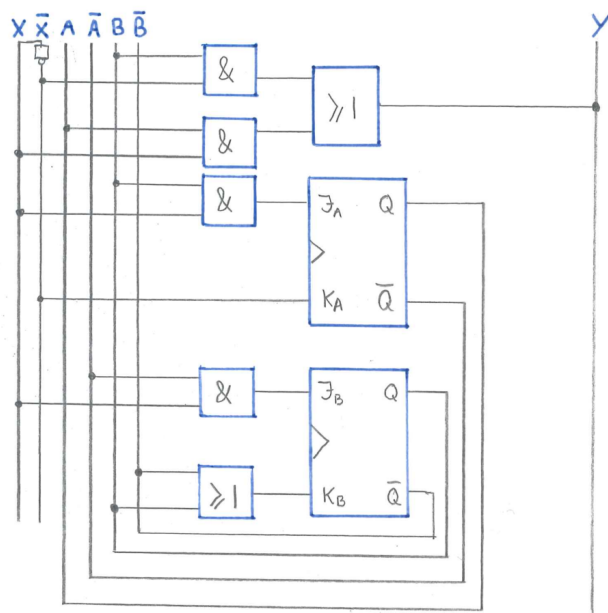 X X̅ A A̅ B B̅ Y
&
≥1
&
&
J_A Q
K_A Q̅
&
J_B Q
≥1
K_B Q̅